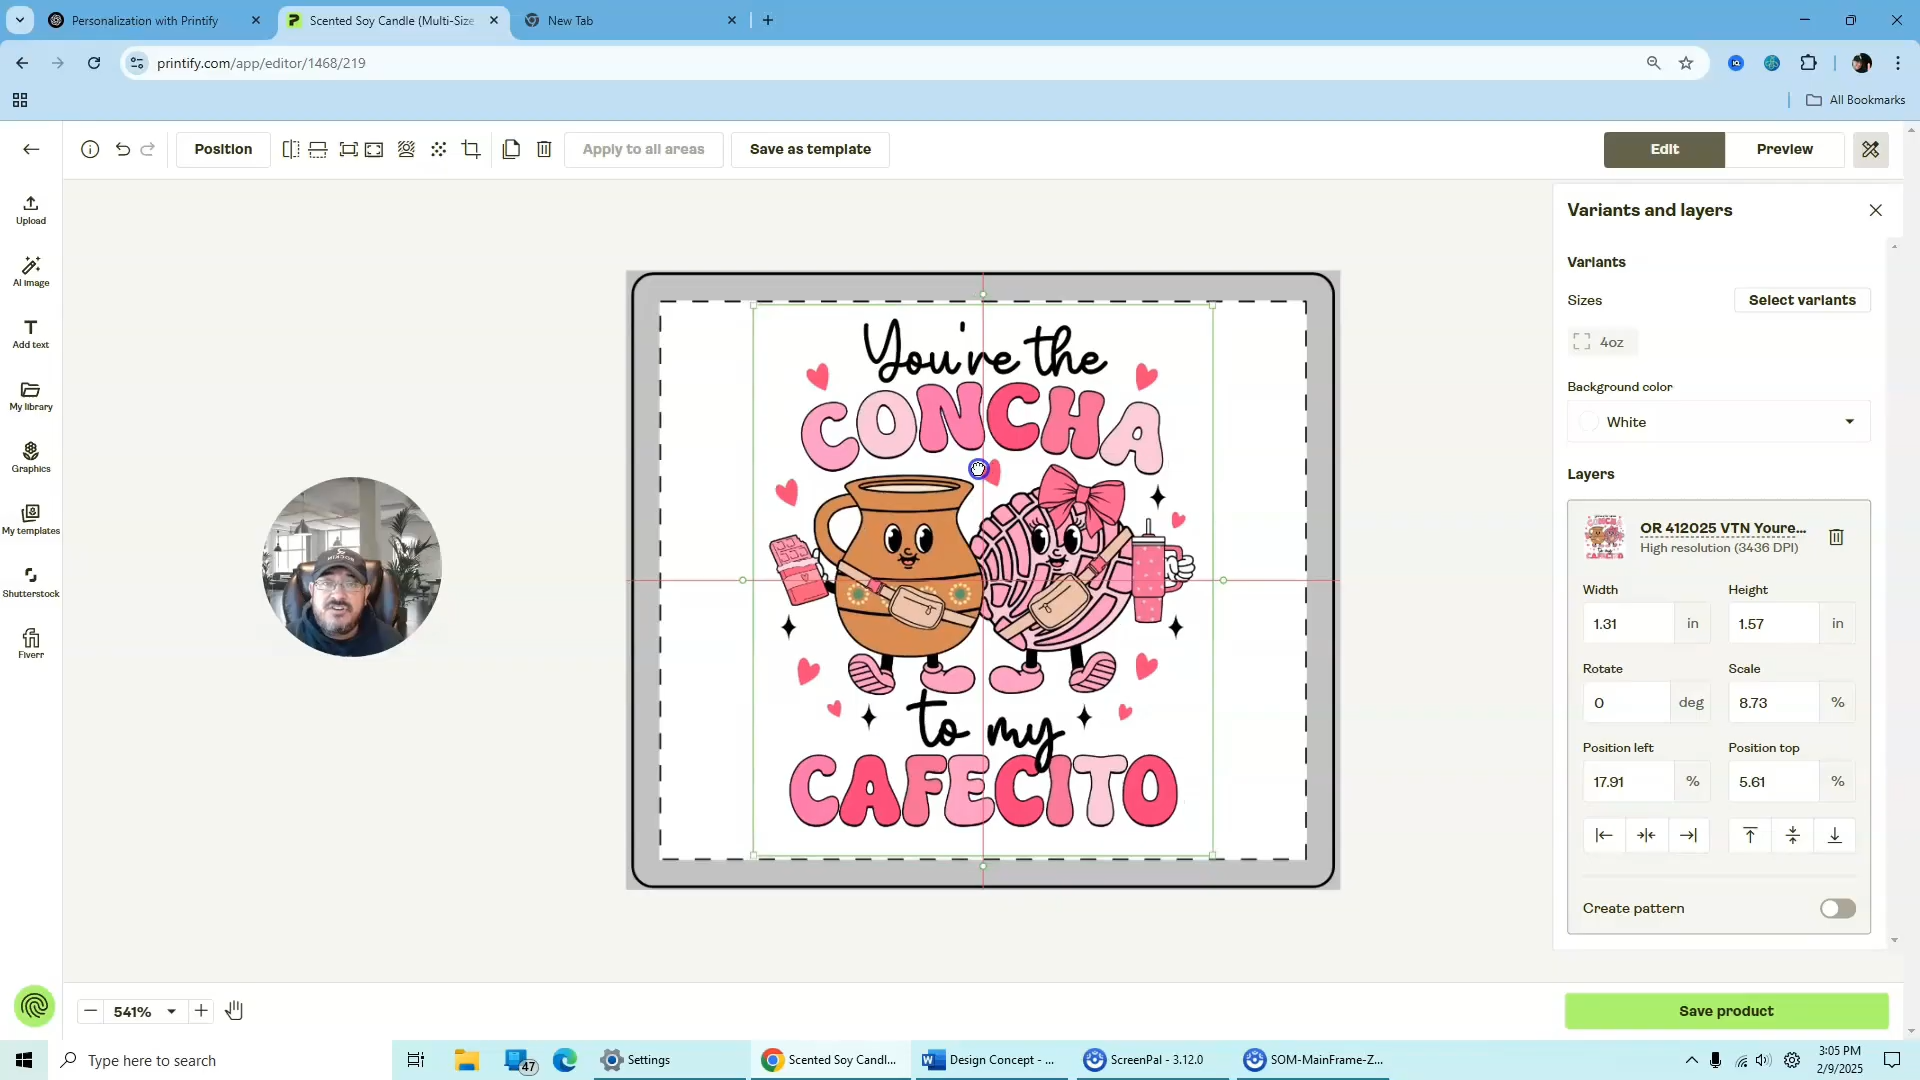 Personalization with Printify
Scented Soy Candle (Multi-Size
New Tab
printify.com/app/editor/1468/219
All Bookmarks
Position
Apply to all areas
Save as template
Edit
Preview
Upload
AI image
Add text
My library
Graphics
My templates
Shutterstock
Fiverr
You're the
CONCHA
to my
CAFECITO
Variants and layers
Variants
Sizes
Select variants
4oz
Background color
White
Layers
OR 412025 VTN Youre...
High resolution (3436 DPI)
Width
Height
1.31 in
1.57 in
Rotate
Scale
0 deg
8.73 %
Position left
Position top
17.91 %
5.61 %
Create pattern
541%
Save product
Type here to search
47
Settings
Scented Soy Candl...
Design Concept - ...
ScreenPal - 3.12.0
SOM-MainFrame-Z...
3:05 PM
2/9/2025